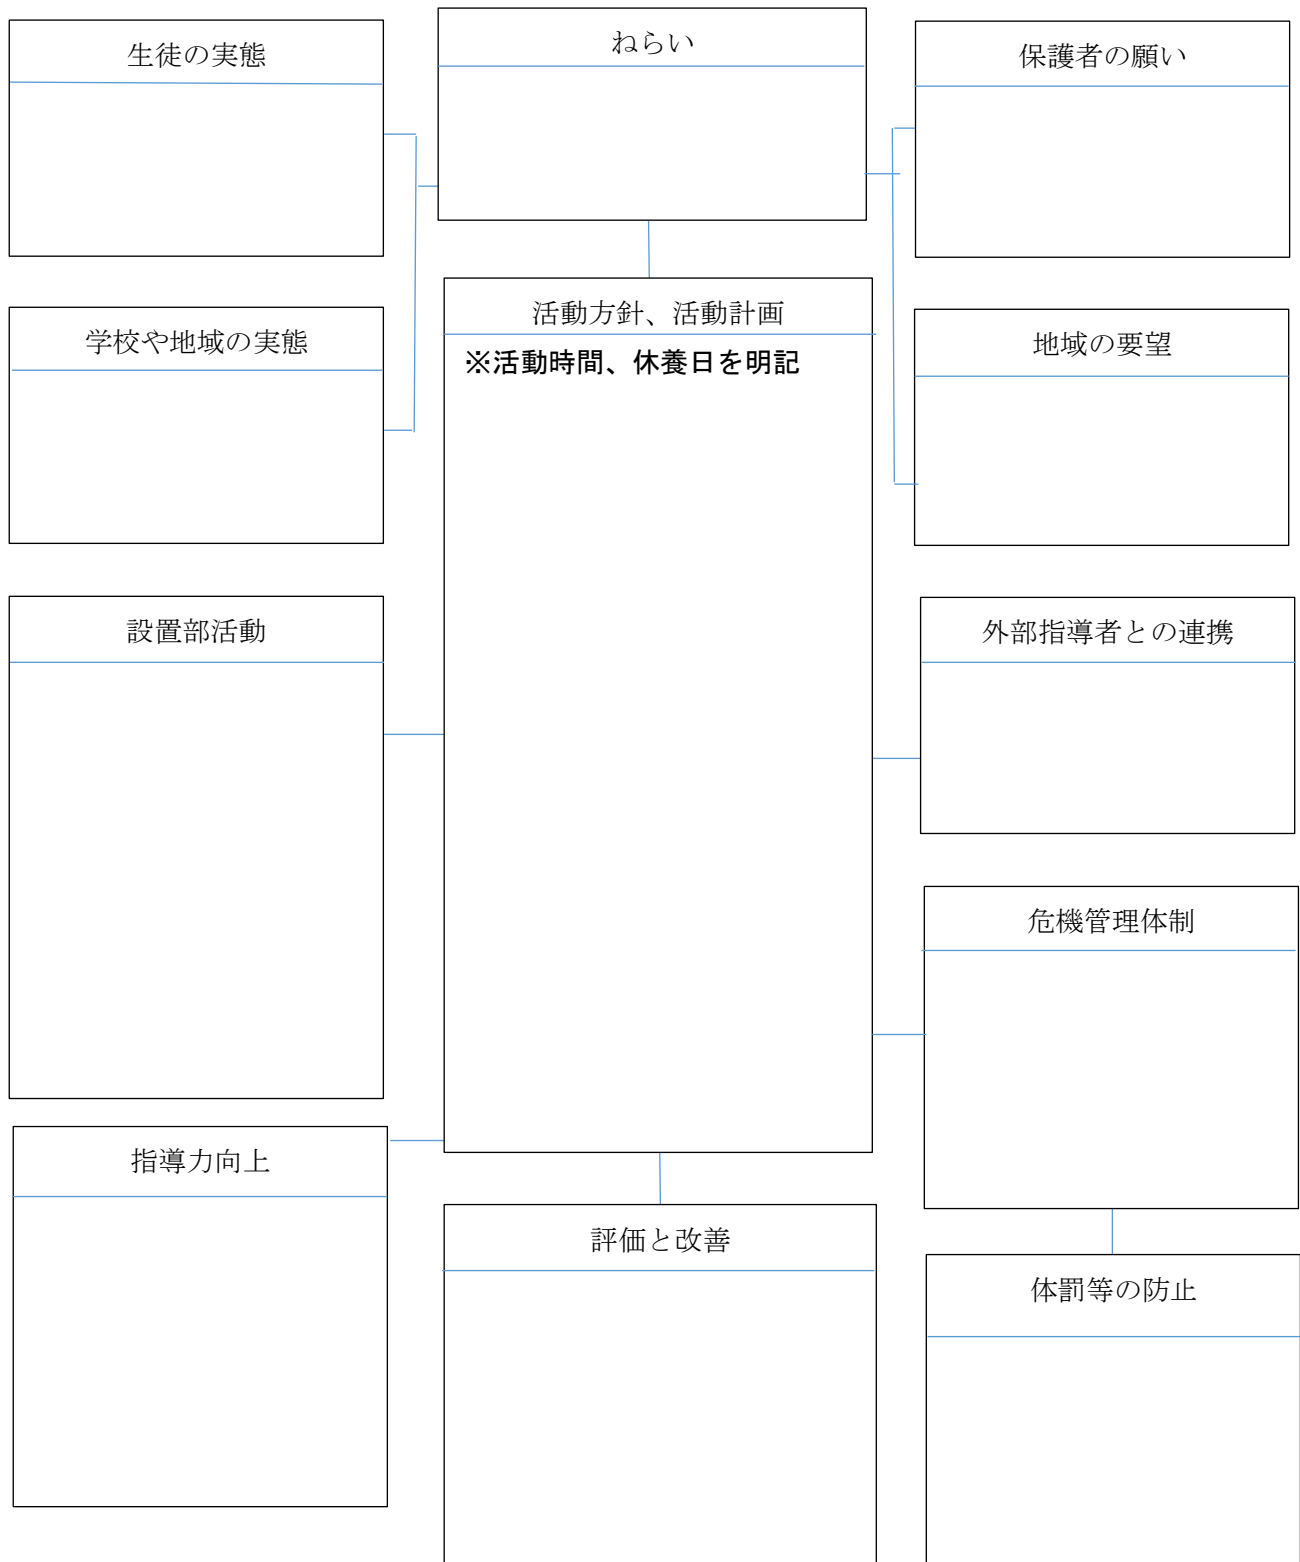 生徒の実態
ねらい
保護者の願い
学校や地域の実態
活動方針、活動計画
※活動時間、休養日を明記
地域の要望
設置部活動
外部指導者との連携
危機管理体制
指導力向上
評価と改善
体罰等の防止